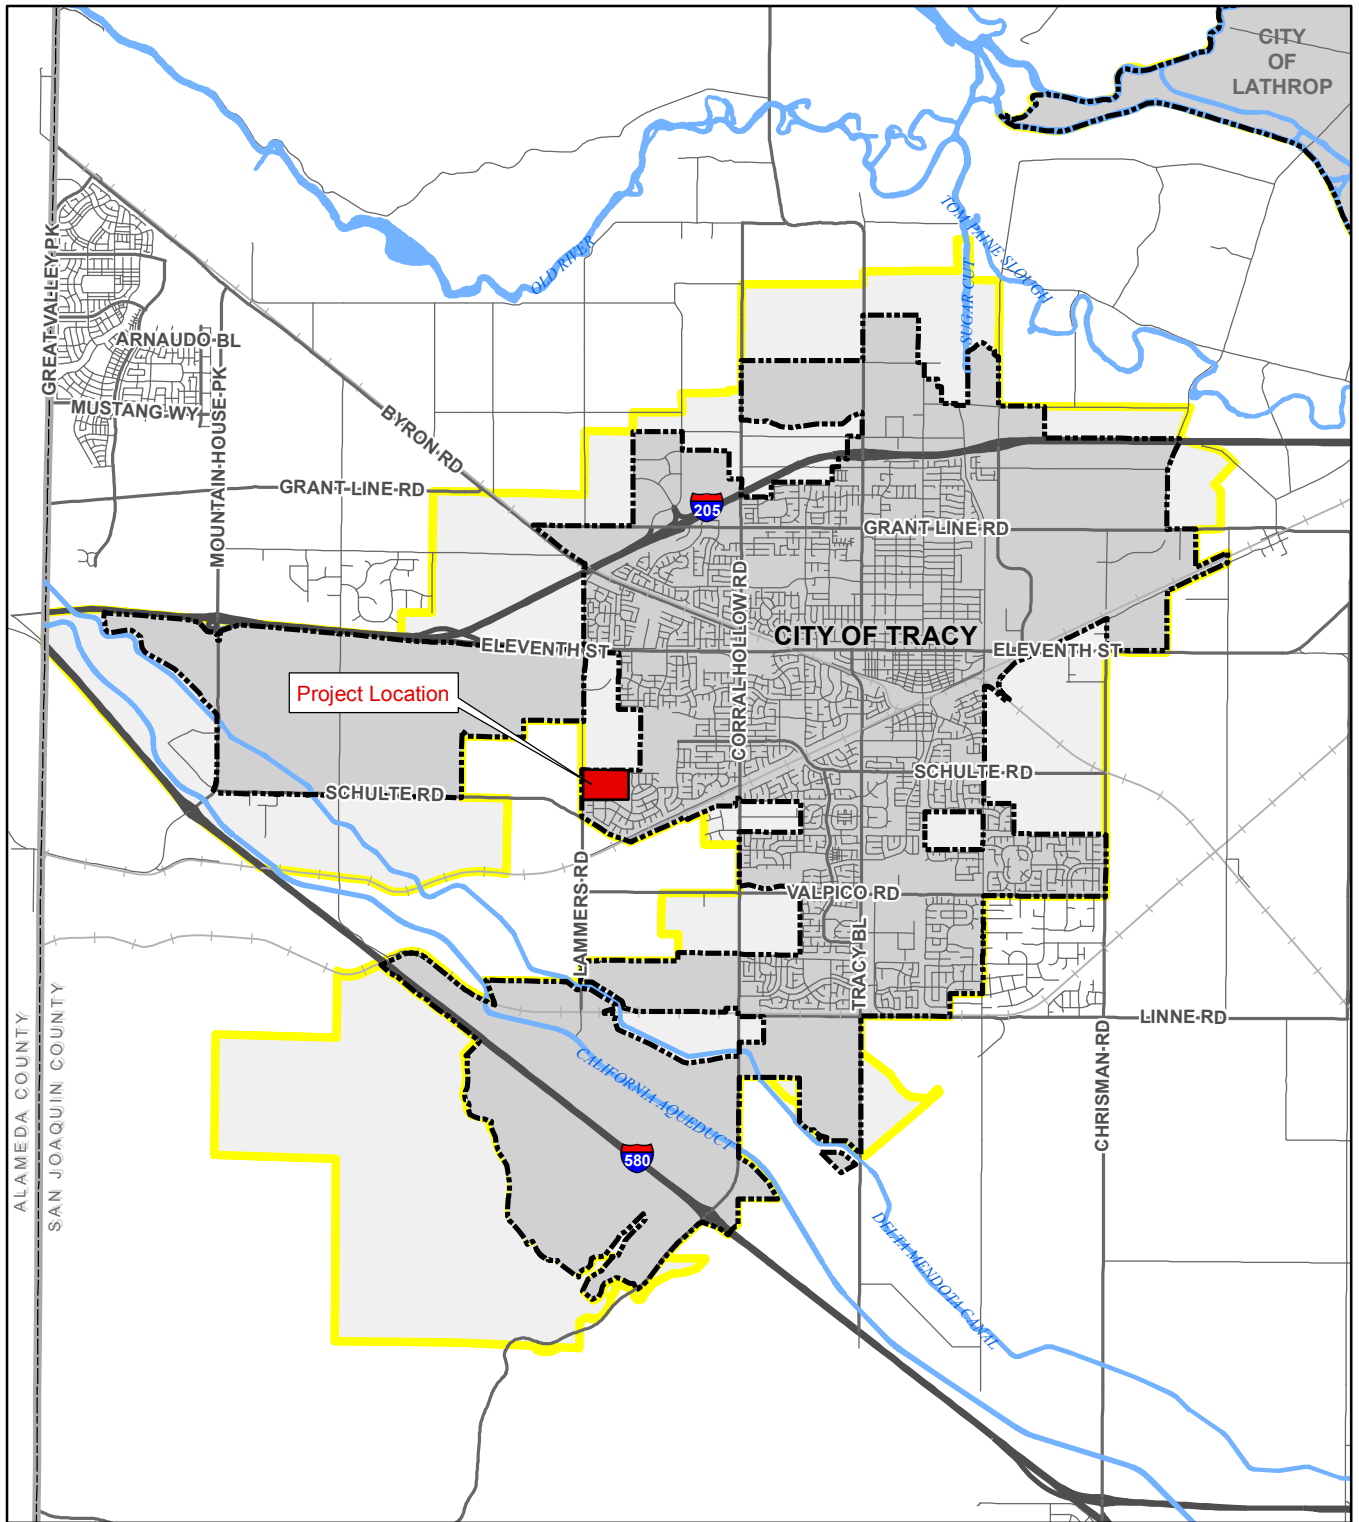 CITY
OF
LATHROP
TOM PAINE SLOUGH
OLD RIVER
SUGAR CUT
GREAT VALLEY PK
ARNAUDO BL
MUSTANG WY
MOUNTAIN HOUSE PK
BYRON RD
GRANT LINE RD
205
GRANT LINE RD
CORRAL HOLLOW RD
CITY OF TRACY
ELEVENTH ST
ELEVENTH ST
Project Location
SCHULTE RD
SCHULTE RD
LAMMERS RD
VALPICO RD
TRACY BL
LINNE RD
CHRISMAN RD
ALAMEDA COUNTY
SAN JOAQUIN COUNTY
CALIFORNIA AQUEDUCT
580
DELTA MENDOTA CANAL